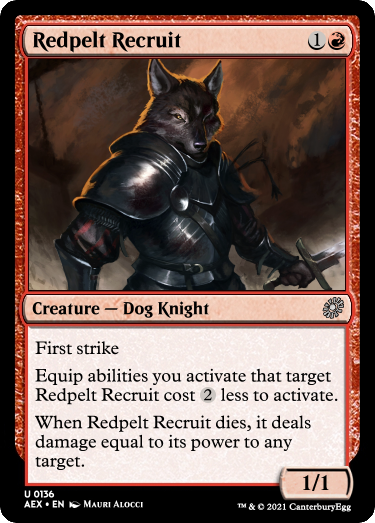 Redpelt Recruit 1
Creature — Dog Knight
First strike
Equip abilities you activate that target
Redpelt Recruit cost 2 less to activate.
When Redpelt Recruit dies, it deals
damage equal to its power to any
target.
1/1
U 0136
AEX • EN Mauri Alocci
™ & © 2021 CanterburyEgg